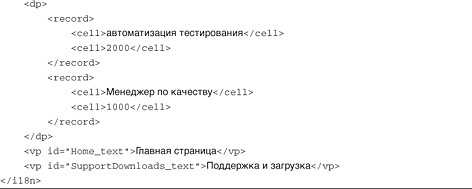 <dp>
<record>
<cell>автоматизация тестирования</cell>
<cell>2000</cell>
</record>
<record>
<cell>Менеджер по качеству</cell>
<cell>1000</cell>
</record>
</dp>
<vp id="Home_text">Главная страница</vp>
<vp id="SupportDownloads_text">Поддержка и загрузка</vp>
</i18n>